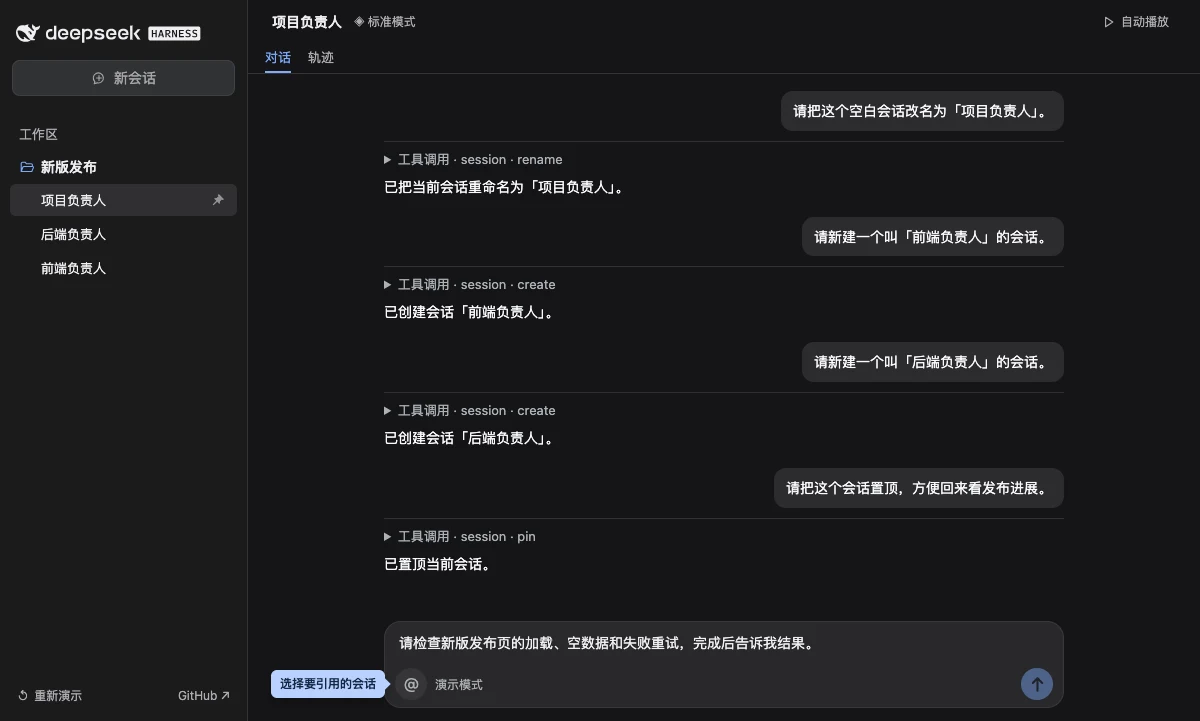 deepseek HARNESS
新会话
工作区
新版发布
项目负责人
后端负责人
前端负责人
重新演示
GitHub
项目负责人 标准模式
自动播放
对话 轨迹
请把这个空白会话改名为「项目负责人」。
工具调用 · session · rename
已把当前会话重命名为「项目负责人」。
请新建一个叫「前端负责人」的会话。
工具调用 · session · create
已创建会话「前端负责人」。
请新建一个叫「后端负责人」的会话。
工具调用 · session · create
已创建会话「后端负责人」。
请把这个会话置顶，方便回来看发布进展。
工具调用 · session · pin
已置顶当前会话。
请检查新版发布页的加载、空数据和失败重试，完成后告诉我结果。
选择要引用的会话
@ 演示模式